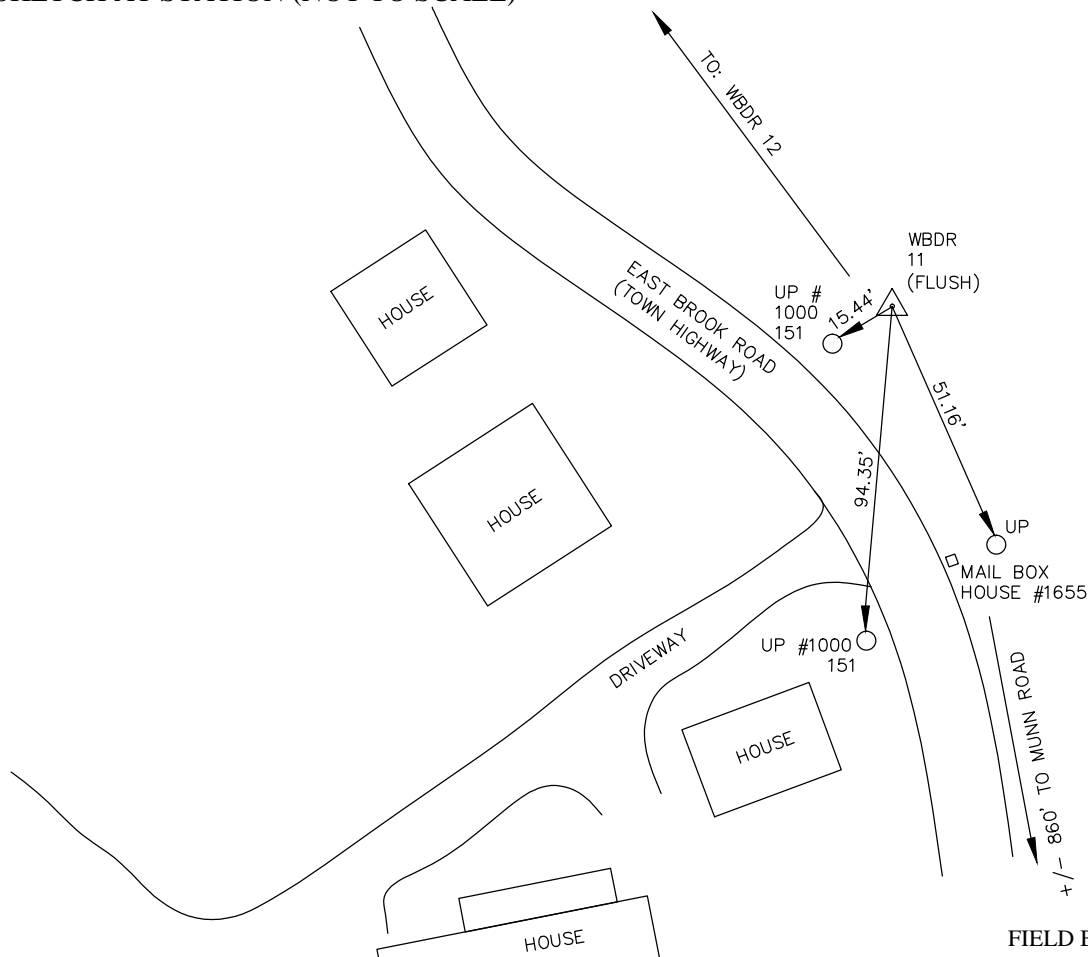 SKETCH AT STATION (NOT TO SCALE)
TO: WBDR 12
WBDR
11
(FLUSH)
UP #
1000
151
15.44'
EAST BROOK ROAD
(TOWN HIGHWAY)
HOUSE
51.16'
94.35'
HOUSE
UP
MAIL BOX
HOUSE #1655
UP #1000
151
DRIVEWAY
HOUSE
+/- 860' TO MUNN ROAD
HOUSE
FIELD